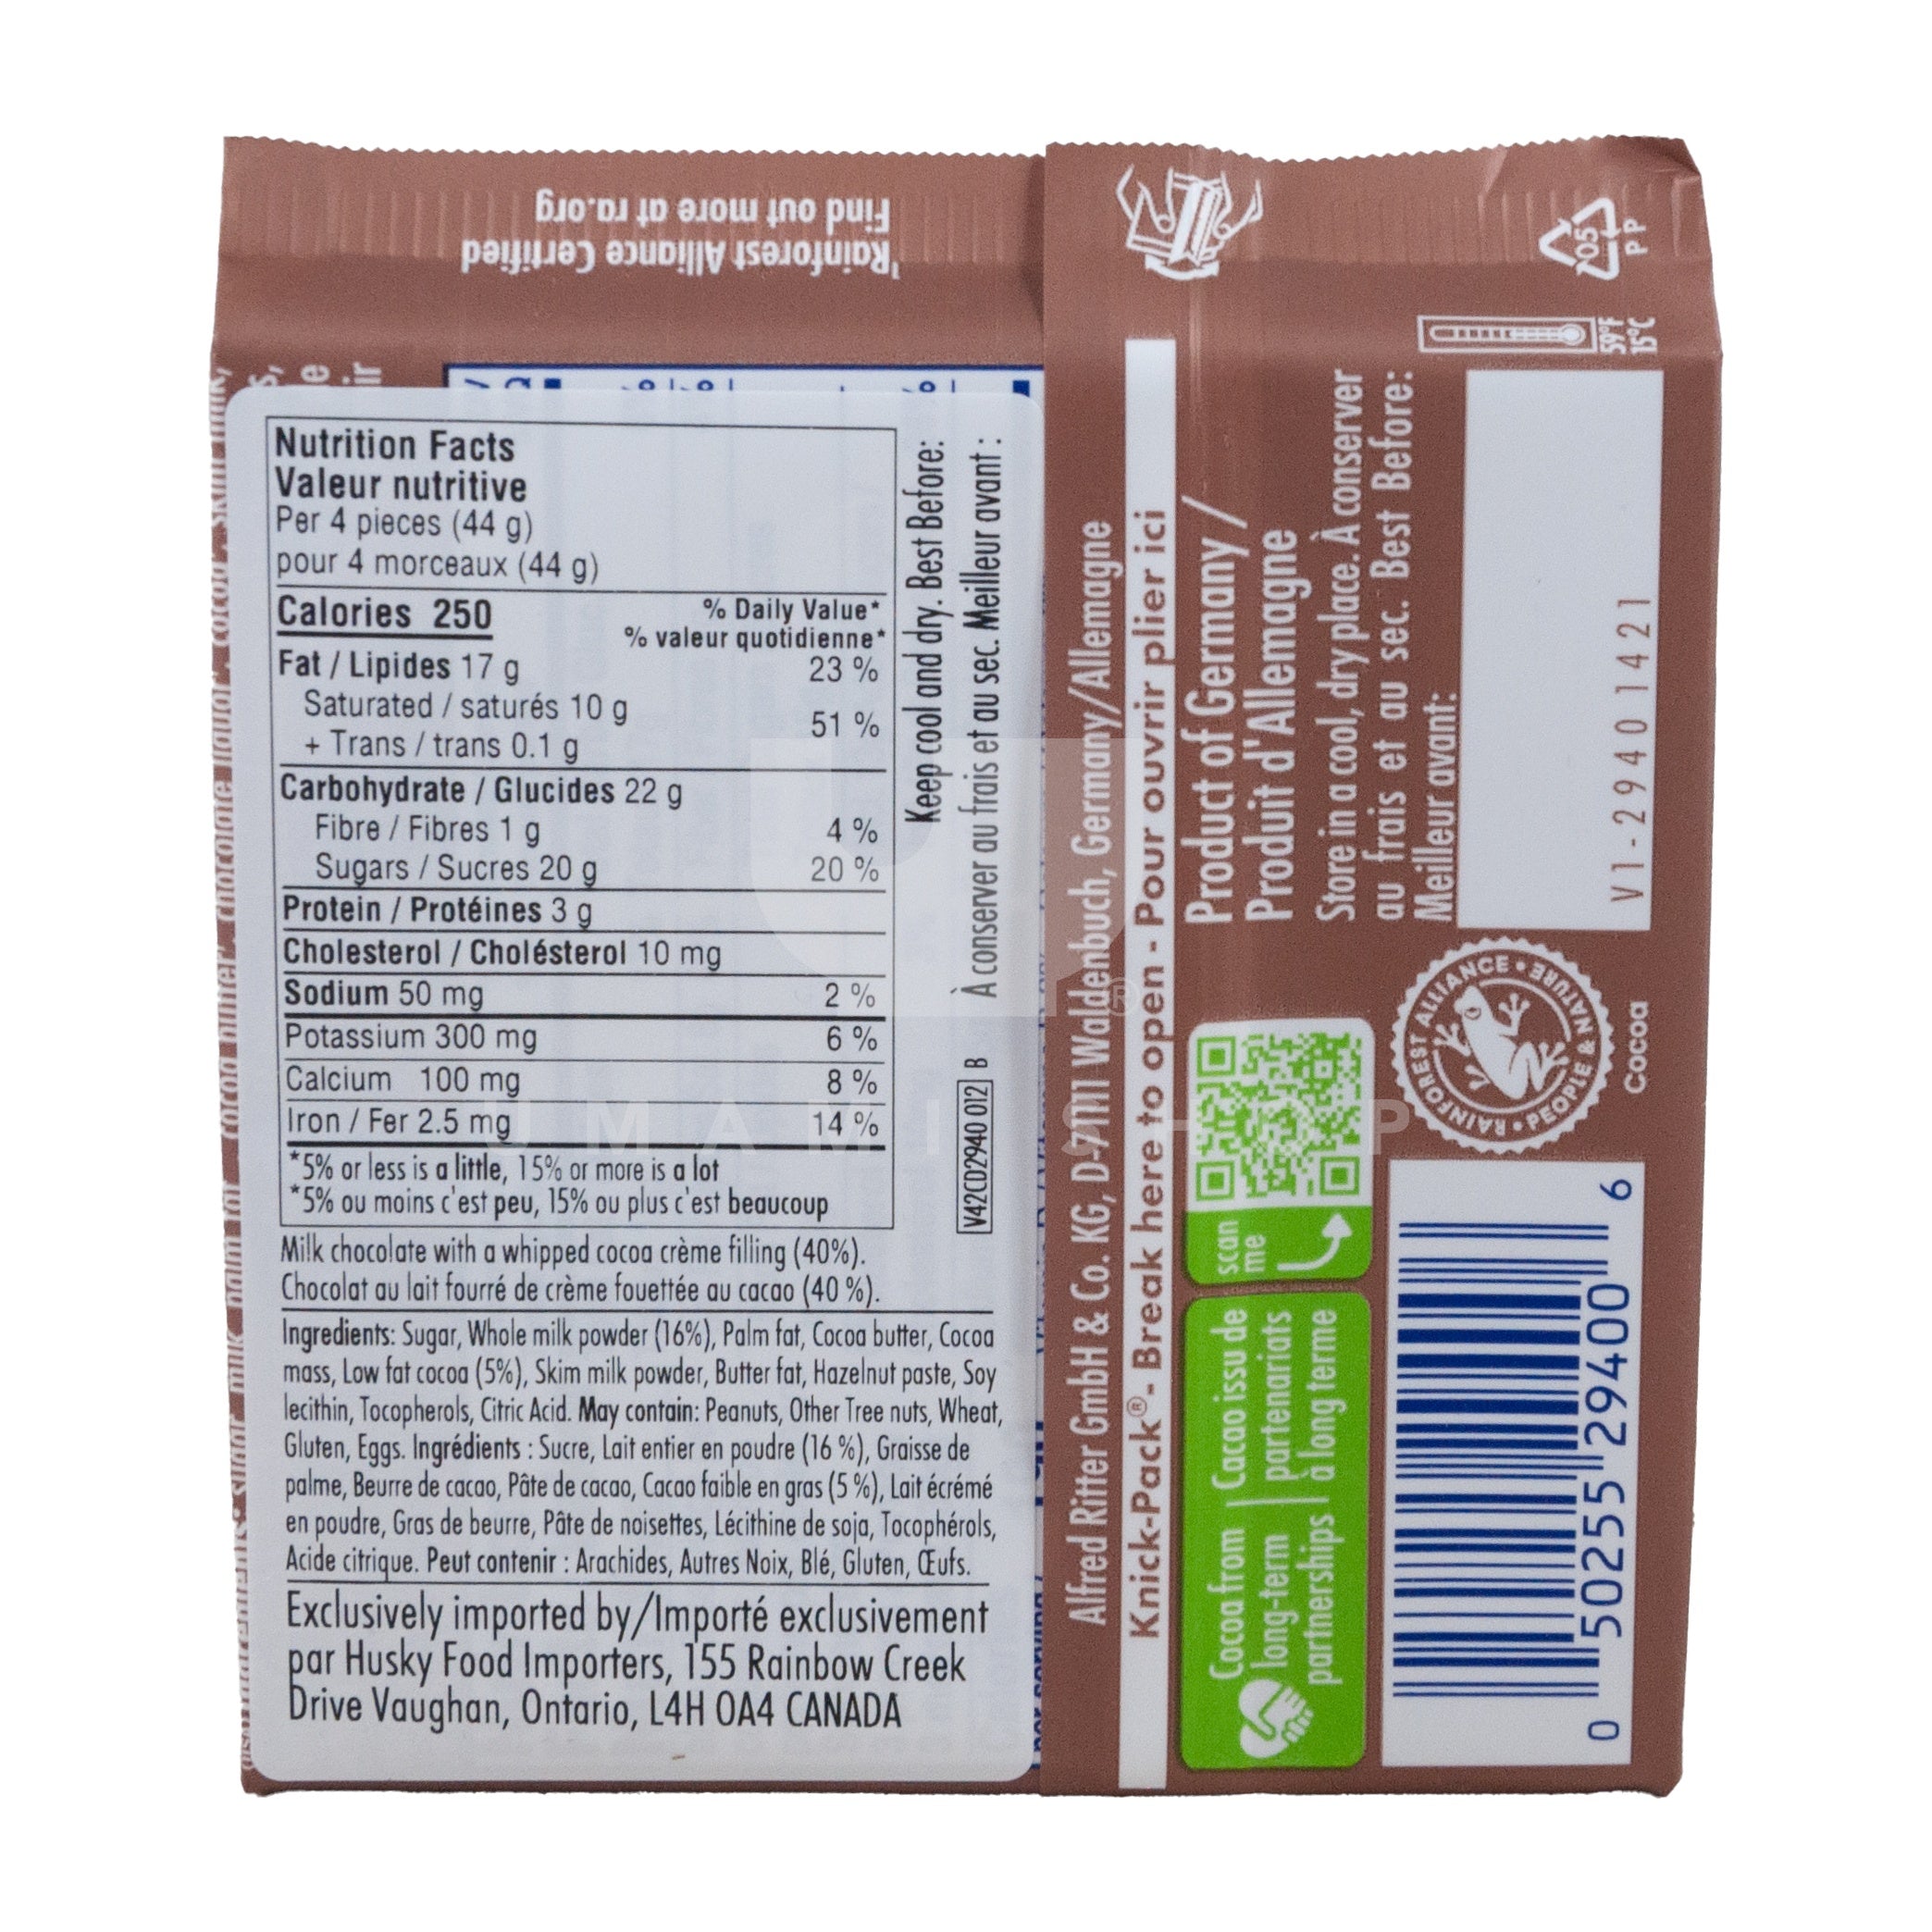 'Rainforest Alliance Certified
Find out more at ra.org
Nutrition Facts
Valeur nutritive
Per 4 pieces (44 g)
pour 4 morceaux (44 g)
Calories 250
% Daily Value*
% valeur quotidienne*
Fat / Lipides 17 g 23 %
Saturated / saturés 10 g
+ Trans / trans 0.1 g 51 %
Carbohydrate / Glucides 22 g
Fibre / Fibres 1 g 4 %
Sugars / Sucres 20 g 20 %
Protein / Protéines 3 g
Cholesterol / Choléstérol 10 mg
Sodium 50 mg 2 %
Potassium 300 mg 6 %
Calcium 100 mg 8 %
Iron / Fer 2.5 mg 14 %
*5% or less is a little, 15% or more is a lot
*5% ou moins c'est peu, 15% ou plus c'est beaucoup
Milk chocolate with a whipped cocoa crème filling (40%).
Chocolat au lait fourré de crème fouettée au cacao (40 %).
Ingredients: Sugar, Whole milk powder (16%), Palm fat, Cocoa butter, Cocoa
mass, Low fat cocoa (5%), Skim milk powder, Butter fat, Hazelnut paste, Soy
lecithin, Tocopherols, Citric Acid. May contain: Peanuts, Other Tree nuts, Wheat,
Gluten, Eggs. Ingrédients : Sucre, Lait entier en poudre (16 %), Graisse de
palme, Beurre de cacao, Pâte de cacao, Cacao faible en gras (5 %), Lait écrémé
en poudre, Gras de beurre, Pâte de noisettes, Lécithine de soja, Tocophérols,
Acide citrique. Peut contenir : Arachides, Autres Noix, Blé, Gluten, Œufs.
Exclusively imported by/Importé exclusivement
par Husky Food Importers, 155 Rainbow Creek
Drive Vaughan, Ontario, L4H 0A4 CANADA
Keep cool and dry. Best Before:
À conserver au frais et au sec. Meilleur avant :
V42CD2940 012 B
Alfred Ritter GmbH & Co. KG, D-71111 Waldenbuch, Germany/Allemagne
Knick-Pack® - Break here to open - Pour ouvrir plier ici
Product of Germany /
Produit d'Allemagne
Store in a cool, dry place. À conserver
au frais et au sec. Best Before:
Meilleur avant:
V1-29401421
59°F
15°C
05
PP
scan
me
Cocoa from
long-term
partnerships
Cacao issu de
partenariats
à long terme
RAINFOREST ALLIANCE • PEOPLE & NATURE •
Cocoa
0 50255 29400 6
UMAMI SHOP
®